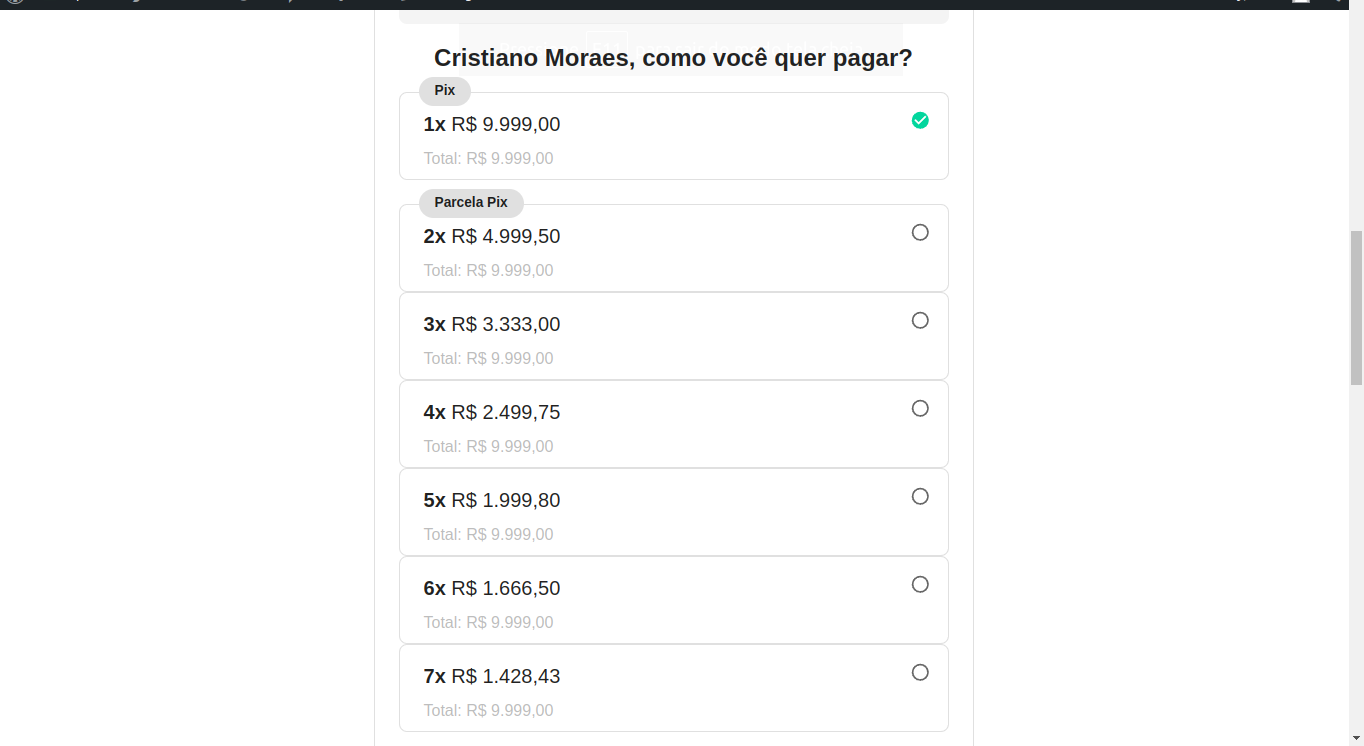 Cristiano Moraes, como você quer pagar?
Pix
1x R$ 9.999,00
Total: R$ 9.999,00
Parcela Pix
2x R$ 4.999,50
Total: R$ 9.999,00
3x R$ 3.333,00
Total: R$ 9.999,00
4x R$ 2.499,75
Total: R$ 9.999,00
5x R$ 1.999,80
Total: R$ 9.999,00
6x R$ 1.666,50
Total: R$ 9.999,00
7x R$ 1.428,43
Total: R$ 9.999,00